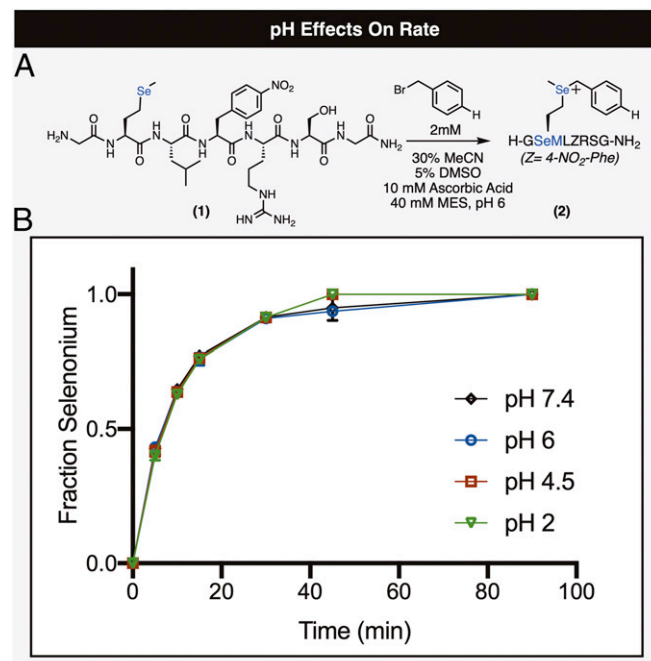 pH Effects On Rate
A
Se
NO₂
H₂N
O
H
N
O
N
H
O
H
N
O
N
H
O
OH
H
N
O
N
H
O
NH₂
NH
HN
NH₂
(1)
Br
H
2mM
30% MeCN
5% DMSO
10 mM Ascorbic Acid
40 mM MES, pH 6
Se+
H
H-GSeMLZRSG-NH₂
(Z= 4-NO₂-Phe)
(2)
B
Fraction Selenonium
1.0
0.5
0.0
0
20
40
60
80
100
Time (min)
pH 7.4
pH 6
pH 4.5
pH 2